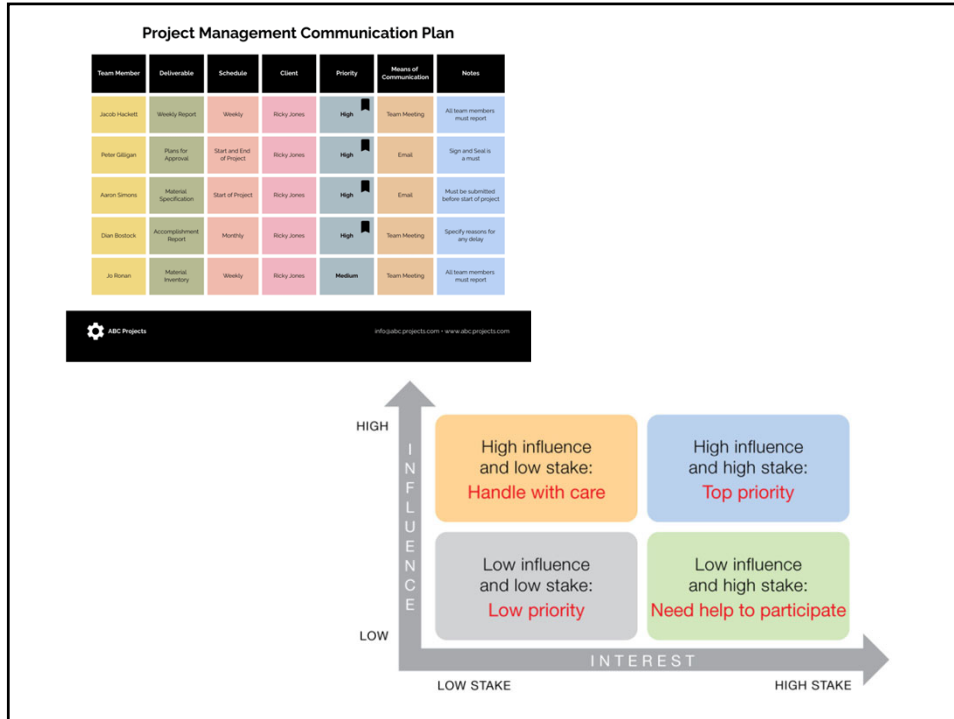 Project Management Communication Plan
Team Member Deliverable Schedule Client Priority Means of Communication Notes
Jacob Hackett Weekly Report Weekly Ricky Jones High Team Meeting All team members must report
Peter Gilligan Plans for Approval Start and End of Project Ricky Jones High Email Sign and Seal is a must
Aaron Simons Material Specification Start of Project Ricky Jones High Email Must be submitted before start of project
Dian Bostock Accomplishment Report Monthly Ricky Jones High Team Meeting Specify reasons for any delay
Jo Ronan Material Inventory Weekly Ricky Jones Medium Team Meeting All team members must report
ABC Projects info@abc.projects.com • www.abc.projects.com
HIGH
INFLUENCE
LOW
High influence
and low stake:
Handle with care
High influence
and high stake:
Top priority
Low influence
and low stake:
Low priority
Low influence
and high stake:
Need help to participate
INTEREST
LOW STAKE
HIGH STAKE